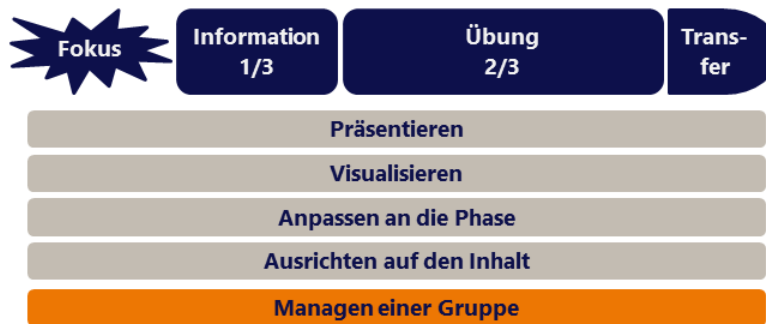 Fokus
Information
1/3
Übung
2/3
Trans-
fer
Präsentieren
Visualisieren
Anpassen an die Phase
Ausrichten auf den Inhalt
Managen einer Gruppe